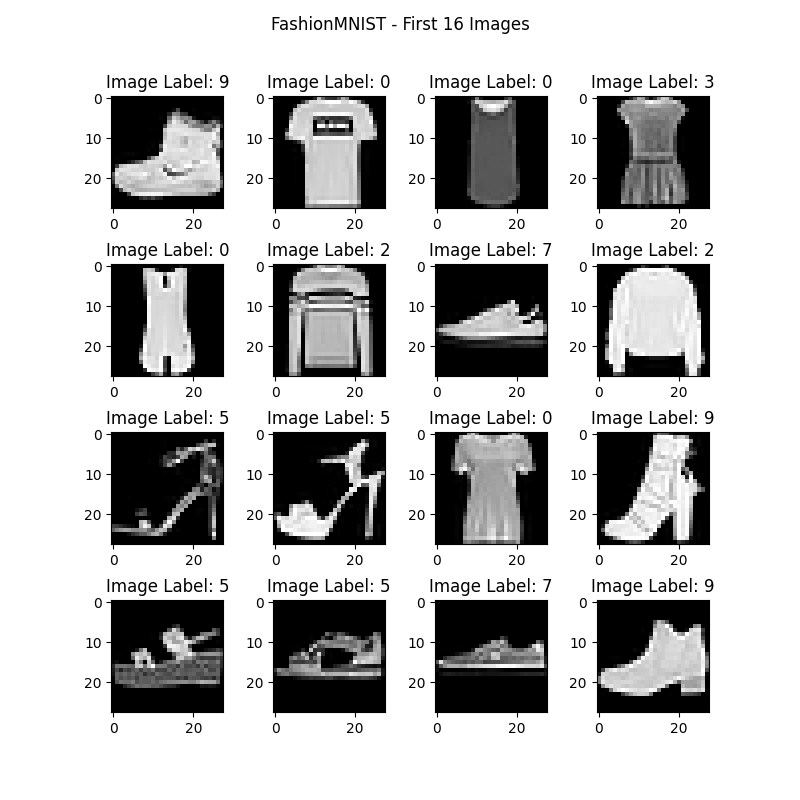 FashionMNIST - First 16 Images
Image Label: 9 Image Label: 0 Image Label: 0 Image Label: 3
0 0 0 0
10 10 10 10
20 20 20 20
0 20 0 20 0 20 0 20
Image Label: 0 Image Label: 2 Image Label: 7 Image Label: 2
0 0 0 0
10 10 10 10
20 20 20 20
0 20 0 20 0 20 0 20
Image Label: 5 Image Label: 5 Image Label: 0 Image Label: 9
0 0 0 0
10 10 10 10
20 20 20 20
0 20 0 20 0 20 0 20
Image Label: 5 Image Label: 5 Image Label: 7 Image Label: 9
0 0 0 0
10 10 10 10
20 20 20 20
0 20 0 20 0 20 0 20